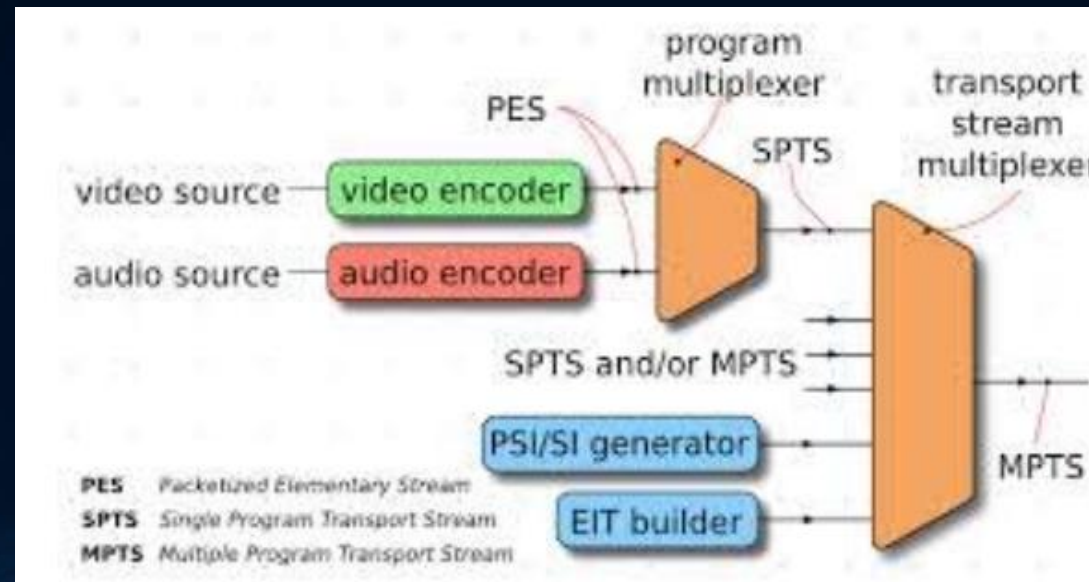 program
multiplexer
transport
stream
multiplexer
PES
SPTS
video source
video encoder
audio source
audio encoder
SPTS and/or MPTS
PSI/SI generator
MPTS
EIT builder
PES Packetized Elementary Stream
SPTS Single Program Transport Stream
MPTS Multiple Program Transport Stream